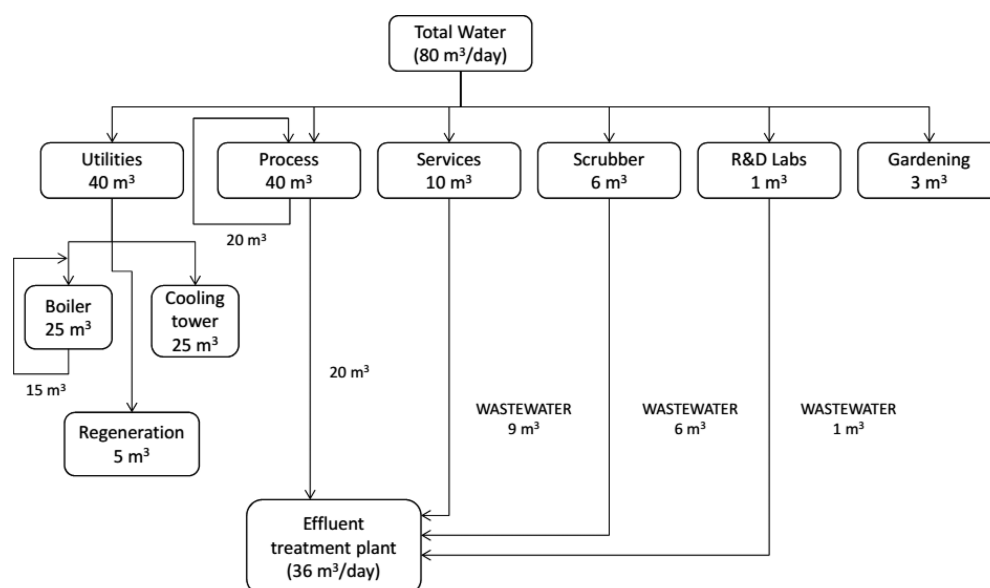 Total Water
(80 m³/day)
Utilities
40 m³
Process
40 m³
Services
10 m³
Scrubber
6 m³
R&D Labs
1 m³
Gardening
3 m³
20 m³
Boiler
25 m³
Cooling
tower
25 m³
15 m³
20 m³
WASTEWATER
9 m³
WASTEWATER
6 m³
WASTEWATER
1 m³
Regeneration
5 m³
Effluent
treatment plant
(36 m³/day)